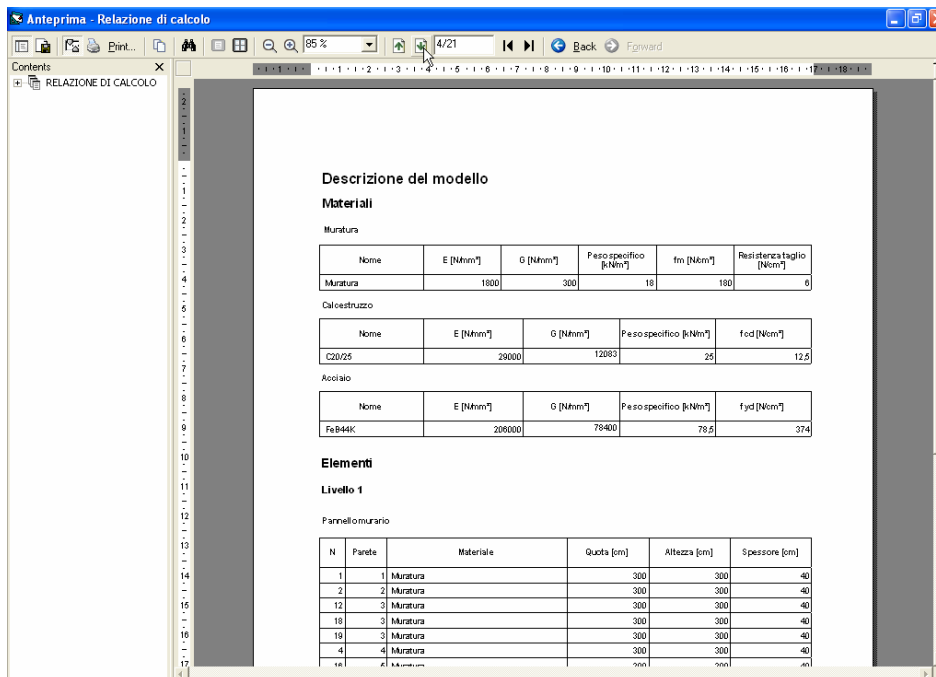 Anteprima - Relazione di calcolo
Print... 85 % 4/21 Back Forward
Contents
RELAZIONE DI CALCOLO
Descrizione del modello
Materiali
Muratura
Nome E [N/mm²] G [N/mm²] Peso specifico [kN/m³] fm [N/cm²] Resistenza taglio [N/cm²]
Muratura 1800 300 18 180 6
Calcestruzzo
Nome E [N/mm²] G [N/mm²] Peso specifico [kN/m³] fcd [N/cm²]
C20/25 29000 12083 25 12,5
Acciaio
Nome E [N/mm²] G [N/mm²] Peso specifico [kN/m³] fyd [N/cm²]
FeB44K 206000 78400 78,5 374
Elementi
Livello 1
Pannello murario
N Parete Materiale Quota [cm] Altezza [cm] Spessore [cm]
1 1 Muratura 300 300 40
2 2 Muratura 300 300 40
12 3 Muratura 300 300 40
18 3 Muratura 300 300 40
19 3 Muratura 300 300 40
4 4 Muratura 300 300 40